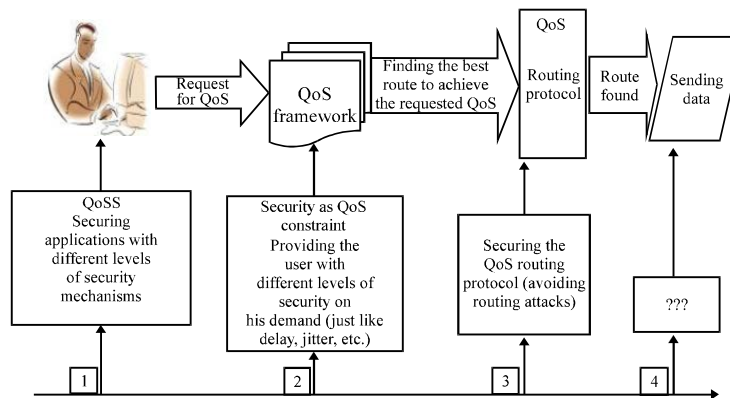 Request
for QoS
QoS
framework
Finding the best
route to achieve
the requested QoS
QoS
Routing
protocol
Route
found
Sending
data
QoSS
Securing
applications with
different levels
of security
mechanisms
Security as QoS
constraint
Providing the
user with
different levels of
security on
his demand (just like
delay, jitter, etc.)
Securing the
QoS routing
protocol (avoiding
routing attacks)
???
1
2
3
4